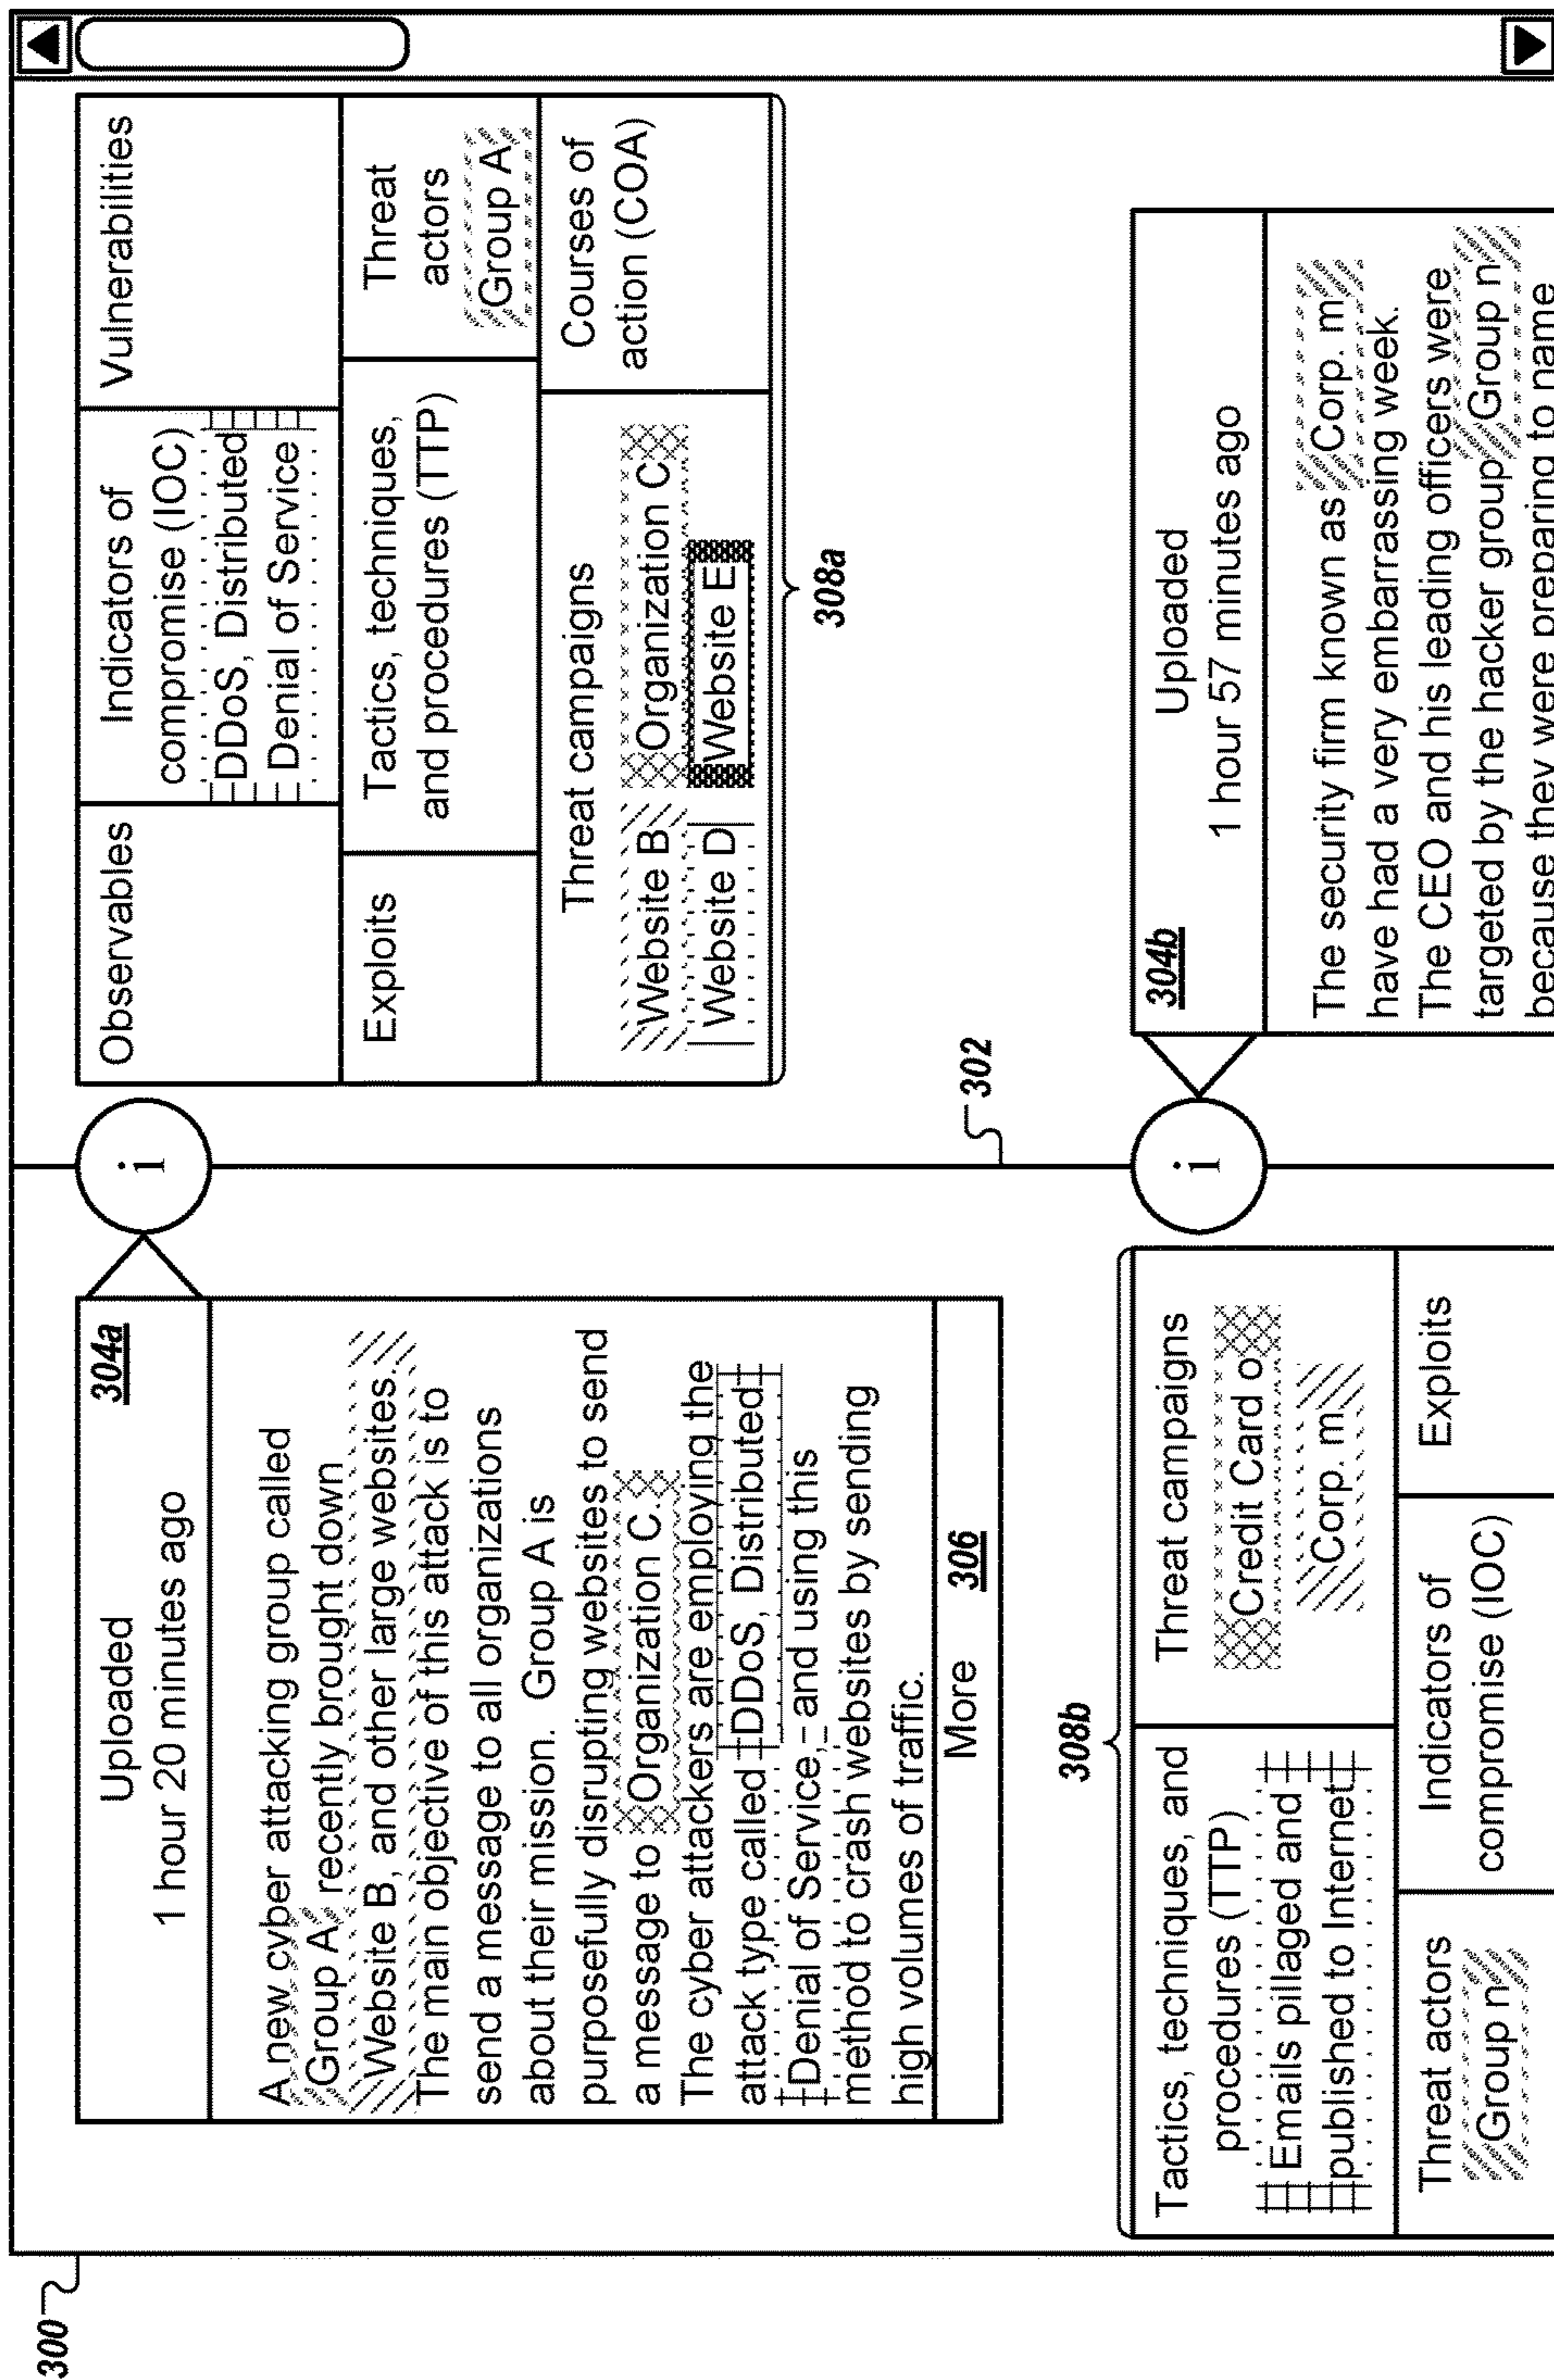 300
Uploaded
304a
1 hour 20 minutes ago
A new cyber attacking group called
Group A recently brought down
Website B, and other large websites.
The main objective of this attack is to
send a message to all organizations
about their mission. Group A is
purposefully disrupting websites to send
a message to Organization C.
The cyber attackers are employing the
attack type called DDoS, Distributed
Denial of Service, and using this
method to crash websites by sending
high volumes of traffic.
More 306
i
Observables
Indicators of
compromise (IOC)
DDoS, Distributed
Denial of Service
Vulnerabilities
Exploits
Tactics, techniques,
and procedures (TTP)
Threat
actors
Group A
Threat campaigns
Website B Organization C
Website D Website E
Courses of
action (COA)
308a
302
308b
Tactics, techniques, and
procedures (TTP)
Emails pillaged and
published to Internet
Threat campaigns
Credit Card o
Corp. m
Threat actors
Group n
Indicators of
compromise (IOC)
Exploits
i
304b
Uploaded
1 hour 57 minutes ago
The security firm known as Corp. m
have had a very embarrassing week.
The CEO and his leading officers were
targeted by the hacker group Group n
because they were preparing to name